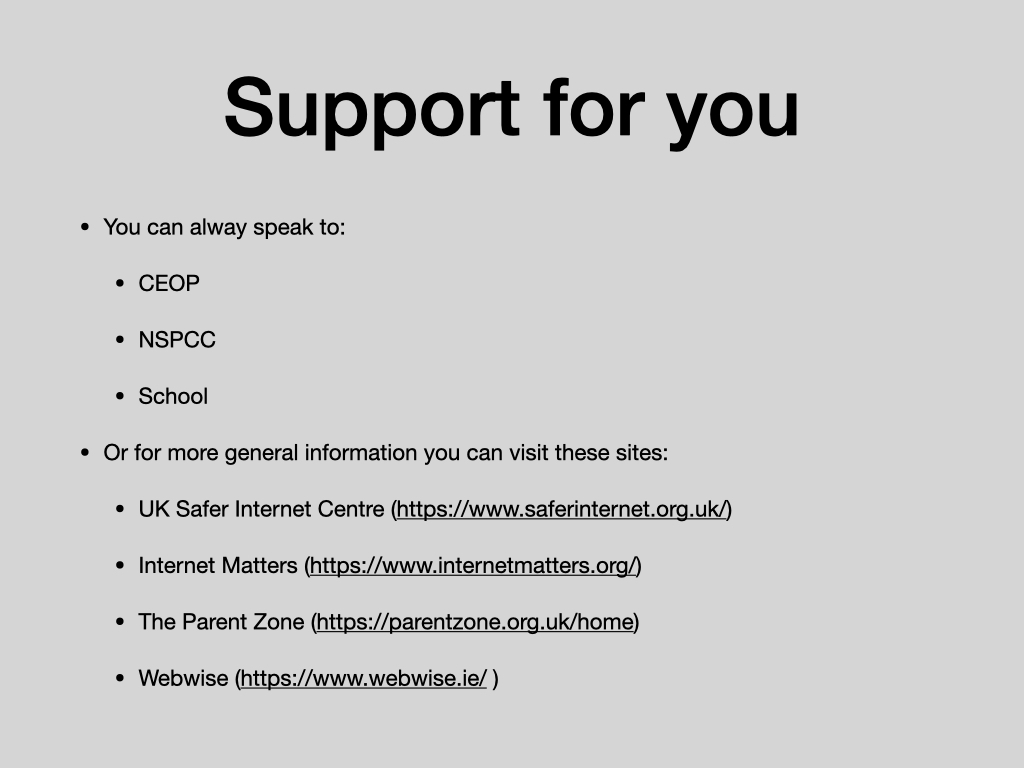 Support for you
• You can alway speak to:
• CEOP
• NSPCC
• School
• Or for more general information you can visit these sites:
• UK Safer Internet Centre (https://www.saferinternet.org.uk/)
• Internet Matters (https://www.internetmatters.org/)
• The Parent Zone (https://parentzone.org.uk/home)
• Webwise (https://www.webwise.ie/ )